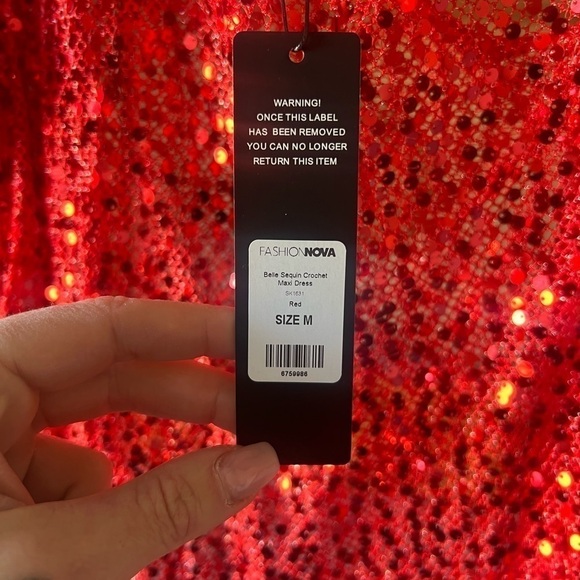 WARNING!
ONCE THIS LABEL
HAS BEEN REMOVED
YOU CAN NO LONGER
RETURN THIS ITEM
FASHIONNOVA
Belle Sequin Crochet
Maxi Dress
Red
SIZE M
6759966